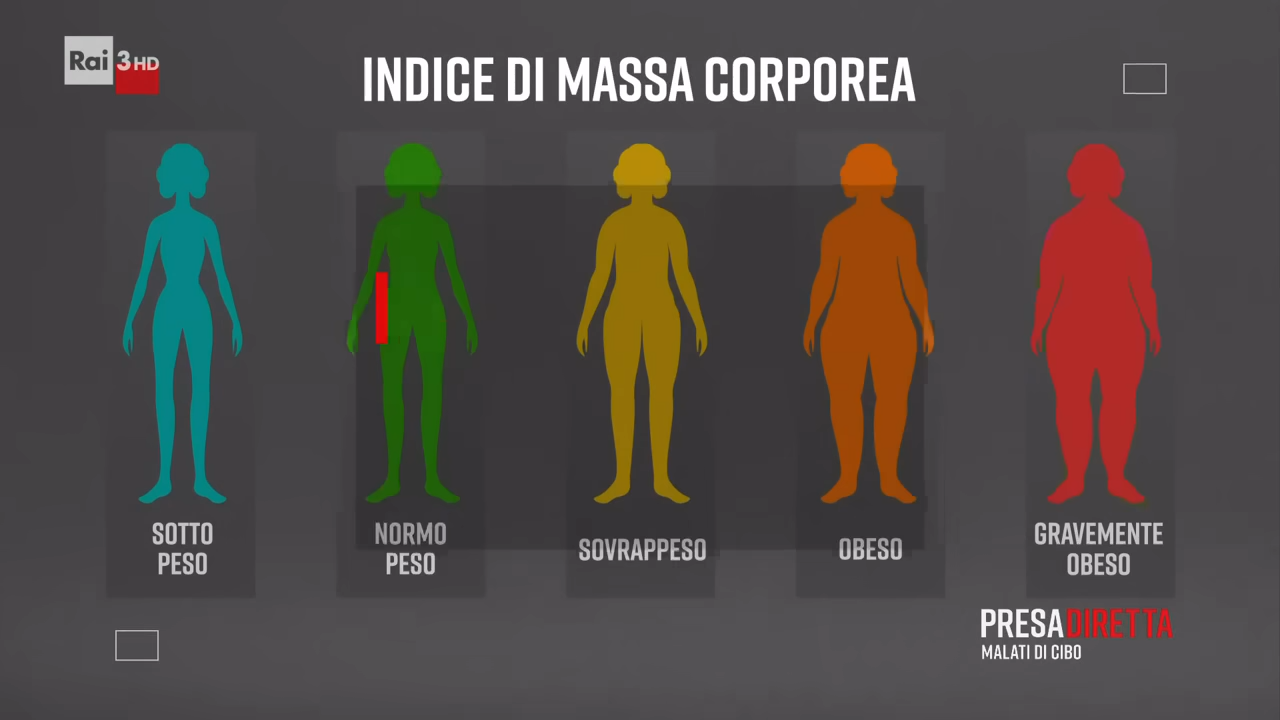 Rai 3HD
INDICE DI MASSA CORPOREA
SOTTO
PESO
NORMO
PESO
SOVRAPPESO
OBESO
GRAVEMENTE
OBESO
PRESADIRETTA
MALATI DI CIBO